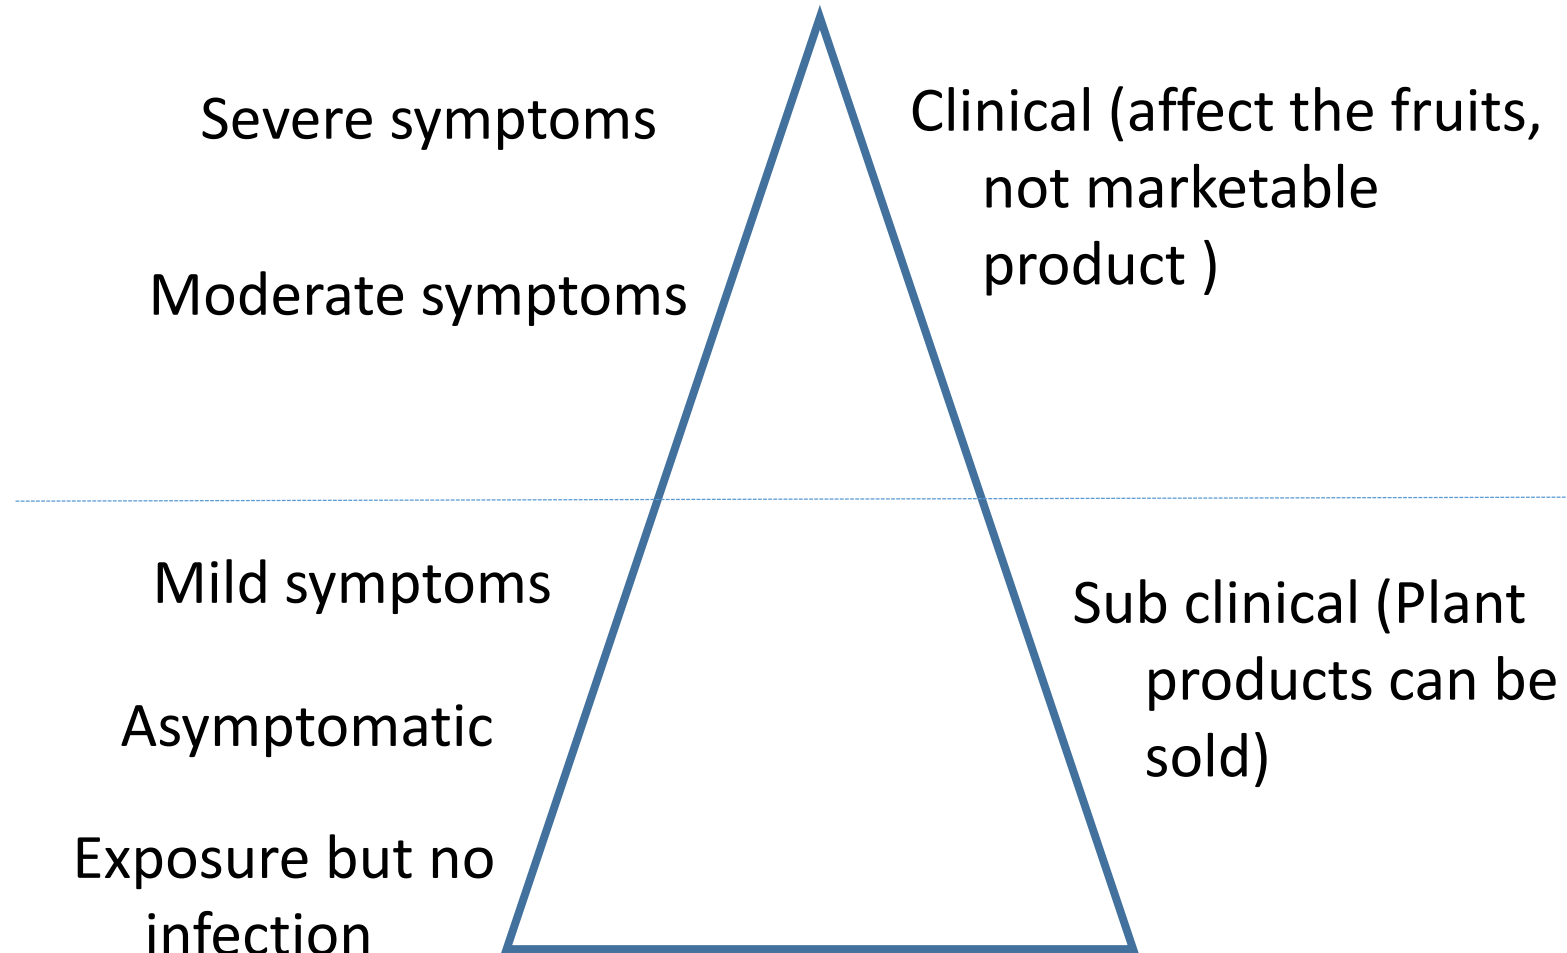 Severe symptoms
Moderate symptoms
Clinical (affect the fruits,
not marketable
product )
Mild symptoms
Asymptomatic
Exposure but no
infection
Sub clinical (Plant
products can be
sold)